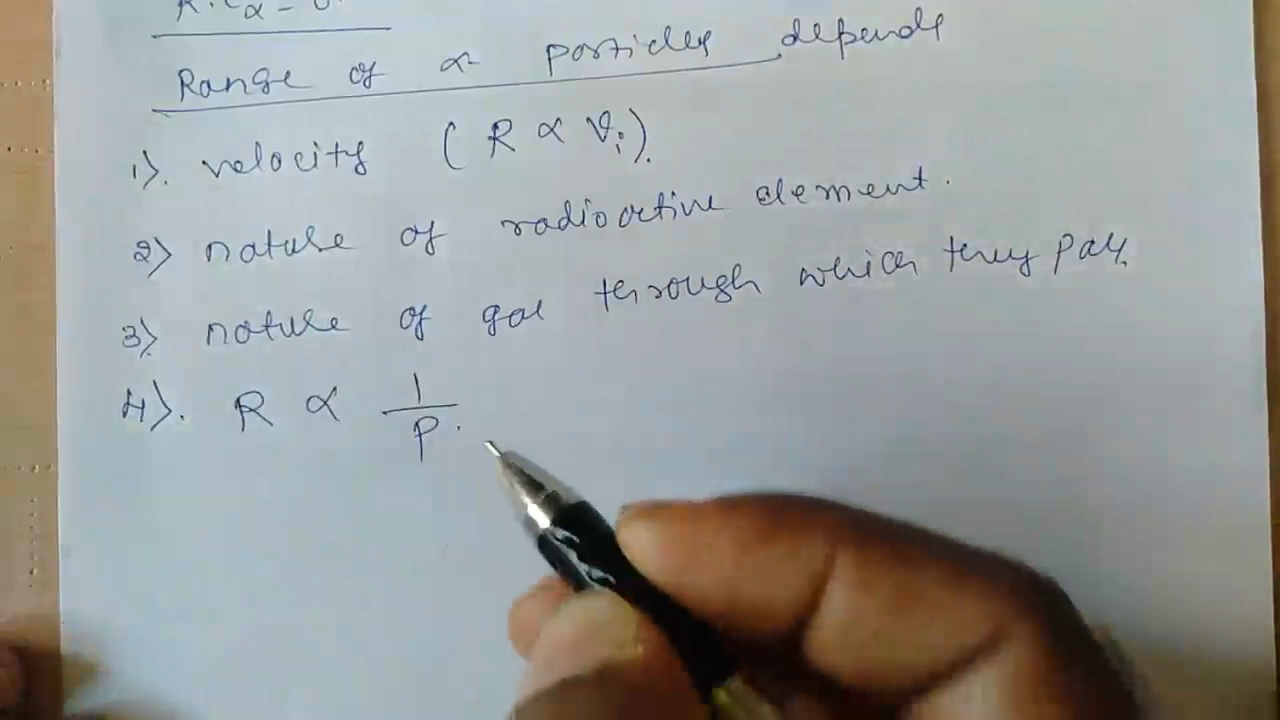 Range of α particles depends
1). velocity (R ∝ vi).
2) nature of radioactive element.
3). nature of gas through which they pass.
4). R ∝ 1/P.